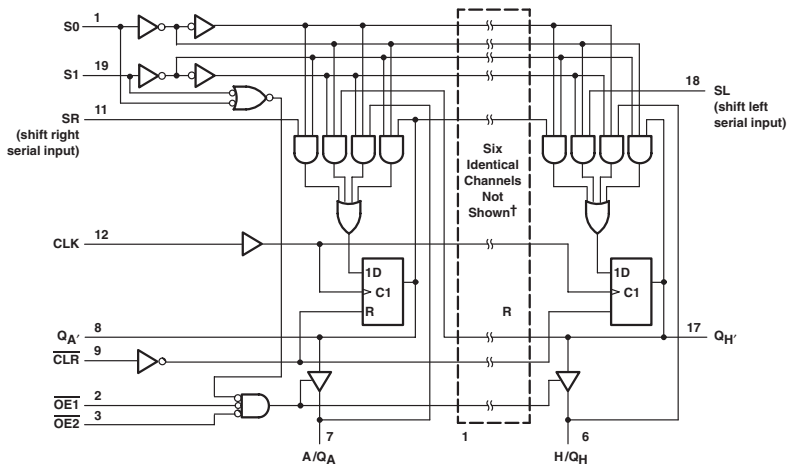 S0 1
S1 19
SR 11
(shift right
serial input)
18 SL
(shift left
serial input)
Six
Identical
Channels
Not
Shown†
CLK 12
1D
C1
R
R
1D
C1
QA′ 8
17 QH′
CLR 9
OE1 2
OE2 3
7
A/QA
1
6
H/QH